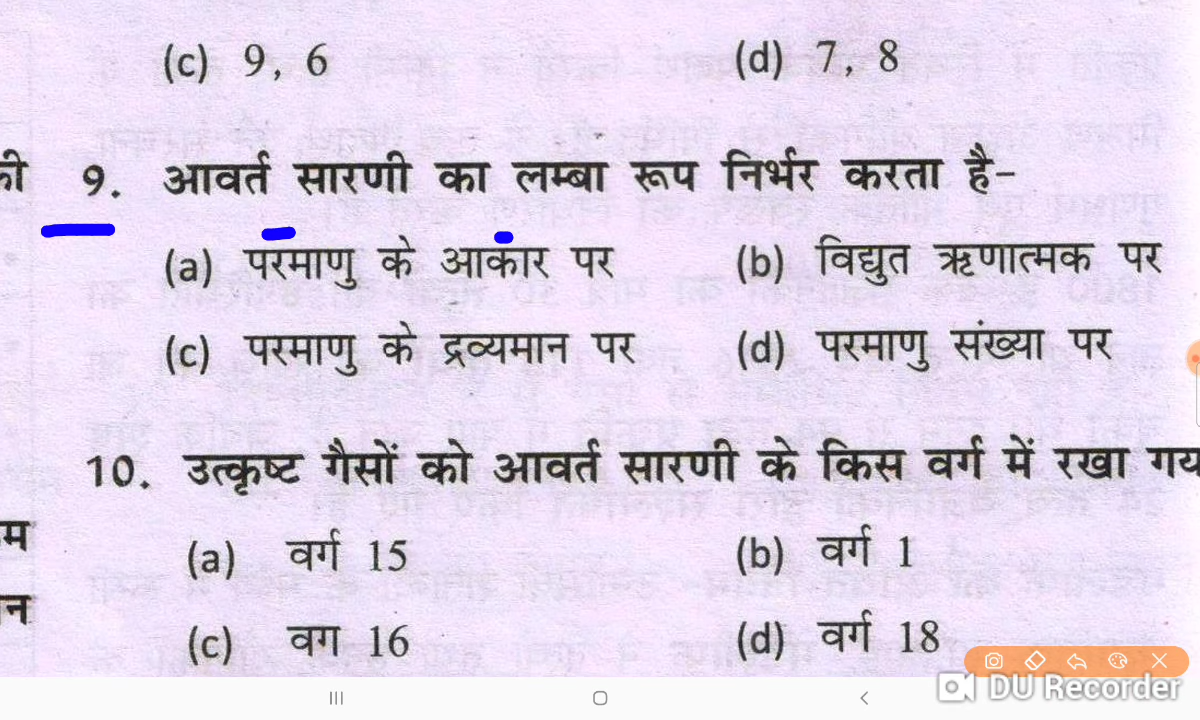 (c) 9, 6 (d) 7, 8
की 9. आवर्त सारणी का लम्बा रूप निर्भर करता है–
(a) परमाणु के आकार पर (b) विद्युत ऋणात्मक पर
(c) परमाणु के द्रव्यमान पर (d) परमाणु संख्या पर
10. उत्कृष्ट गैसों को आवर्त सारणी के किस वर्ग में रखा गय
(a) वर्ग 15 (b) वर्ग 1
म
न
(c) वग 16 (d) वर्ग 18
DU Recorder